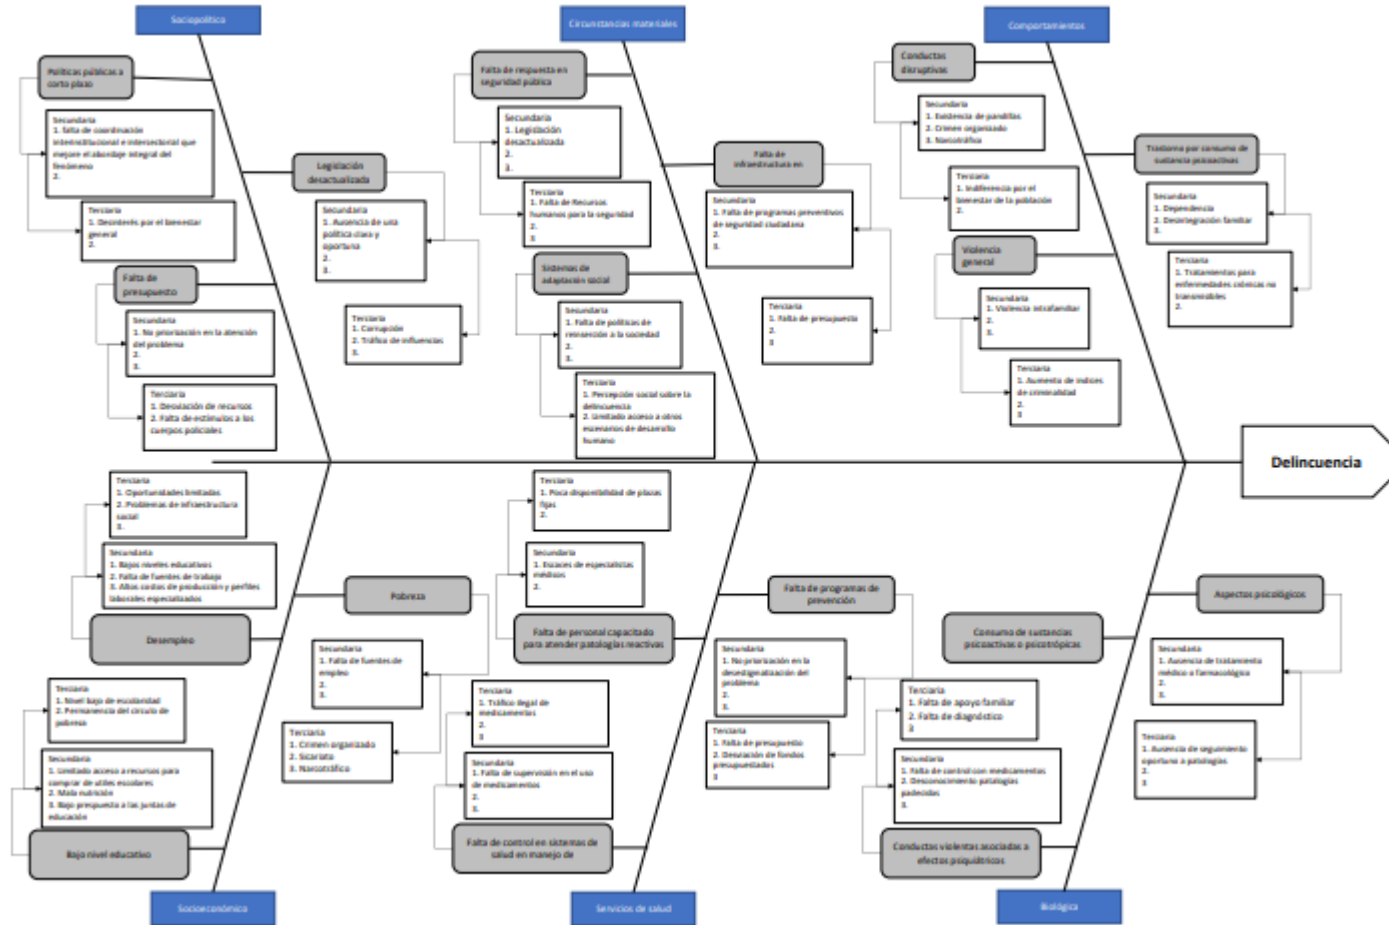 Sociopolítico
Políticas públicas a
corto plazo
Secundaria
1. falta de coordinación
interinstitucional e intersectorial que
mejore el abordaje integral del
fenómeno
2.
Terciaria
1. Desinterés por el bienestar
general
2.
Legislación
desactualizada
Secundaria
1. Ausencia de una
política clara y
oportuna
2.
3.
Terciaria
1. Corrupción
2. Tráfico de influencias
3.
Falta de
presupuesto
Secundaria
1. No priorización en la atención
del problema
2.
3.
Terciaria
1. Desviación de recursos
2. Falta de estímulos a los
cuerpos policiales
Circunstancias materiales
Falta de respuesta en
seguridad pública
Secundaria
1. Legislación
desactualizada
2.
3.
Terciaria
1. Falta de Recursos
humanos para la seguridad
2.
3
Falta de
infraestructura en
Secundaria
1. Falta de programas preventivos
de seguridad ciudadana
2.
3.
Terciaria
1. Falta de presupuesto
2.
3
Sistemas de
adaptación social
Secundaria
1. Falta de políticas de
reinserción a la sociedad
2.
3.
Terciaria
1. Percepción social sobre la
delincuencia
2. Limitado acceso a otros
escenarios de desarrollo
humano
Comportamientos
Conductas
disruptivas
Secundaria
1. Existencia de pandillas
2. Crimen organizado
3. Narcotráfico
Terciaria
1. Indiferencia por el
bienestar de la población
2.
Trastorno por consumo de
sustancia psicoactivas
Secundaria
1. Dependencia
2. Desintegración familiar
3.
Terciaria
1. Tratamientos para
enfermedades crónicas no
transmisibles
2.
Violencia
general
Secundaria
1. Violencia intrafamiliar
2.
3.
Terciaria
1. Aumento de índices
de criminalidad
2.
3
Delincuencia
Terciaria
1. Oportunidades limitadas
2. Problemas de infraestructura
social
3.
Secundaria
1. Bajos niveles educativos
2. Falta de fuentes de trabajo
3. Altos costos de producción y perfiles
laborales especializados
Desempleo
Pobreza
Secundaria
1. Falta de fuentes de
empleo
2.
3.
Terciaria
1. Crimen organizado
2. Sicariato
3. Narcotráfico
Terciaria
1. Nivel bajo de escolaridad
2. Permanencia del círculo de
pobreza
Secundaria
1. Limitado acceso a recursos para
comprar de utiles escolares
2. Mala nutrición
3. Bajo prespuesto a las juntas de
educación
Bajo nivel educativo
Socioeconómico
Terciaria
1. Poca disponibilidad de plazas
fijas
2.
Secundaria
1. Escaces de especialistas
médicos
2.
Falta de personal capacitado
para atender patologías reactivas
Falta de programas de
prevención
Secundaria
1. No priorización en la
desestigmatización del
problema
2.
3.
Terciaria
1. Falta de presupuesto
2. Desviación de fondos
presupuestados
3
Terciaria
1. Tráfico ilegal de
medicamentos
2.
3
Secundaria
1. Falta de supervisión en el uso
de medicamentos
2.
3.
Falta de control en sistemas de
salud en manejo de
Servicios de salud
Consumo de sustancias
psicoactivas o psicotrópicas
Aspectos psicológicos
Secundaria
1. Ausencia de tratamiento
médico o farmacológico
2.
3.
Terciaria
1. Ausencia de seguimiento
oportuno a patologías
2.
3
Terciaria
1. Falta de apoyo familiar
2. Falta de diagnóstico
3
Secundaria
1. Falta de control con medicamentos
2. Desconocimiento patologías
padecidas
3.
Conductas violentas asociadas a
efectos psiquiátricos
Biológica